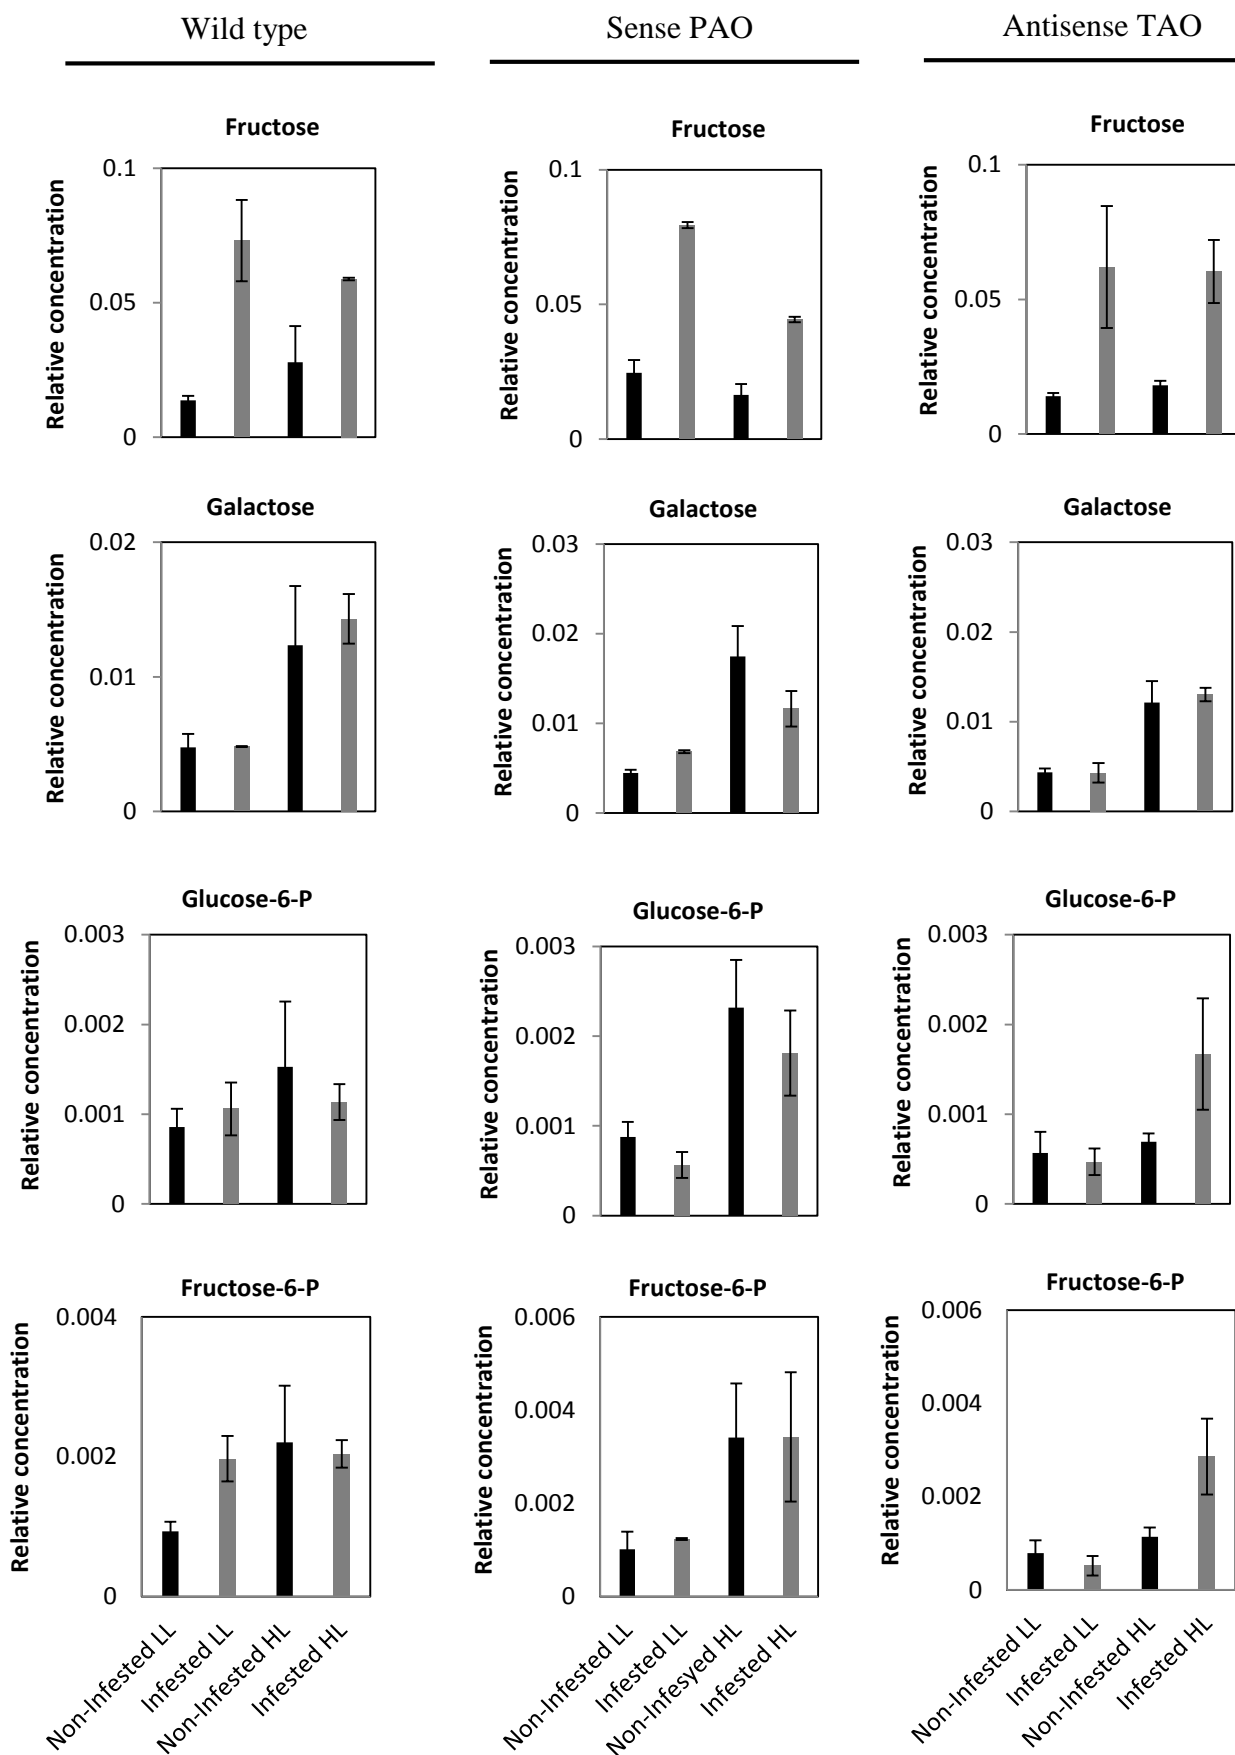 Wild type Sense PAO Antisense TAO
Fructose Fructose Fructose
Relative concentration Relative concentration Relative concentration
0.1 0.1 0.1
0.05 0.05 0.05
0 0 0
Galactose Galactose Galactose
Relative concentration Relative concentration Relative concentration
0.02 0.03 0.03
0.02 0.02
0.01 0.01 0.01
0 0 0
Glucose-6-P Glucose-6-P Glucose-6-P
Relative concentration Relative concentration Relative concentration
0.003 0.003 0.003
0.002 0.002 0.002
0.001 0.001 0.001
0 0 0
Fructose-6-P Fructose-6-P Fructose-6-P
Relative concentration Relative concentration Relative concentration
0.004 0.006 0.006
0.004 0.004
0.002 0.002 0.002
0 0 0
Non-Infested LL Infested LL Non-Infested HL Infested HL
Non-Infested LL Infested LL Non-Infesyed HL Infested HL
Non-Infested LL Infested LL Non-Infested HL Infested HL